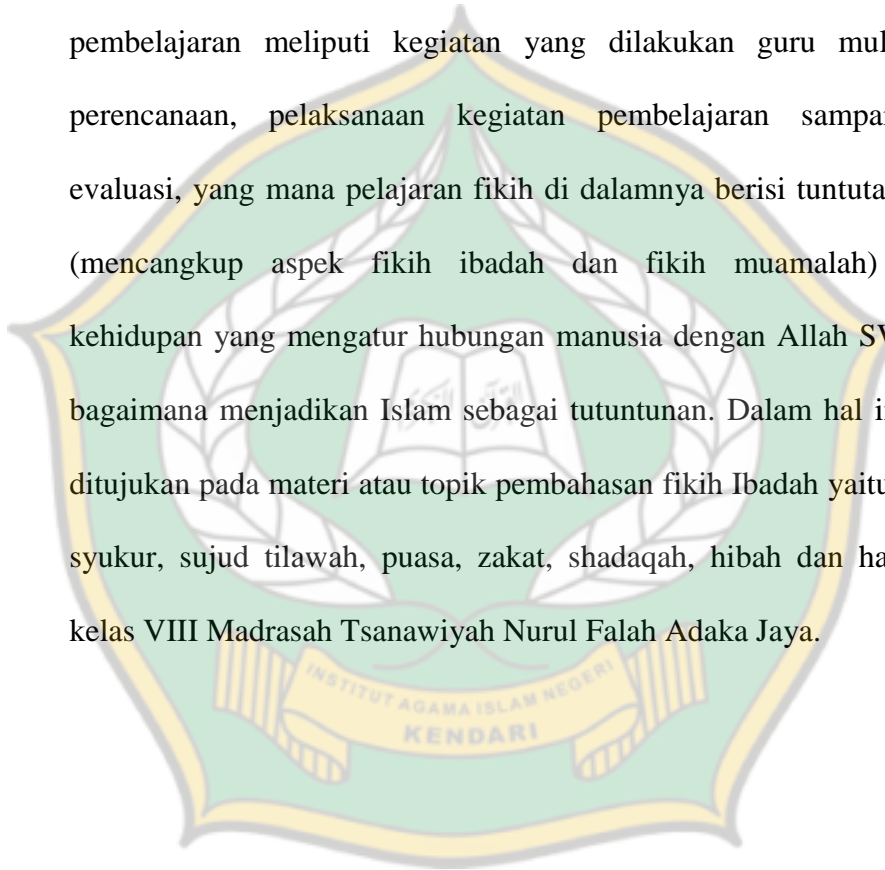 pembelajaran meliputi kegiatan yang dilakukan guru mul
perencanaan, pelaksanaan kegiatan pembelajaran sampa
evaluasi, yang mana pelajaran fikih di dalamnya berisi tuntuta
(mencangkup aspek fikih ibadah dan fikih muamalah)
kehidupan yang mengatur hubungan manusia dengan Allah
bagaimana menjadikan Islam sebagai tutuntunan. Dalam hal
ditujukan pada materi atau topik pembahasan fikih Ibadah yaitu
syukur, sujud tilawah, puasa, zakat, shadaqah, hibah dan ha
kelas VIII Madrasah Tsanawiyah Nurul Falah Adaka Jaya.
INSTITUT AGAMA ISLAM NEGERI
KENDARI